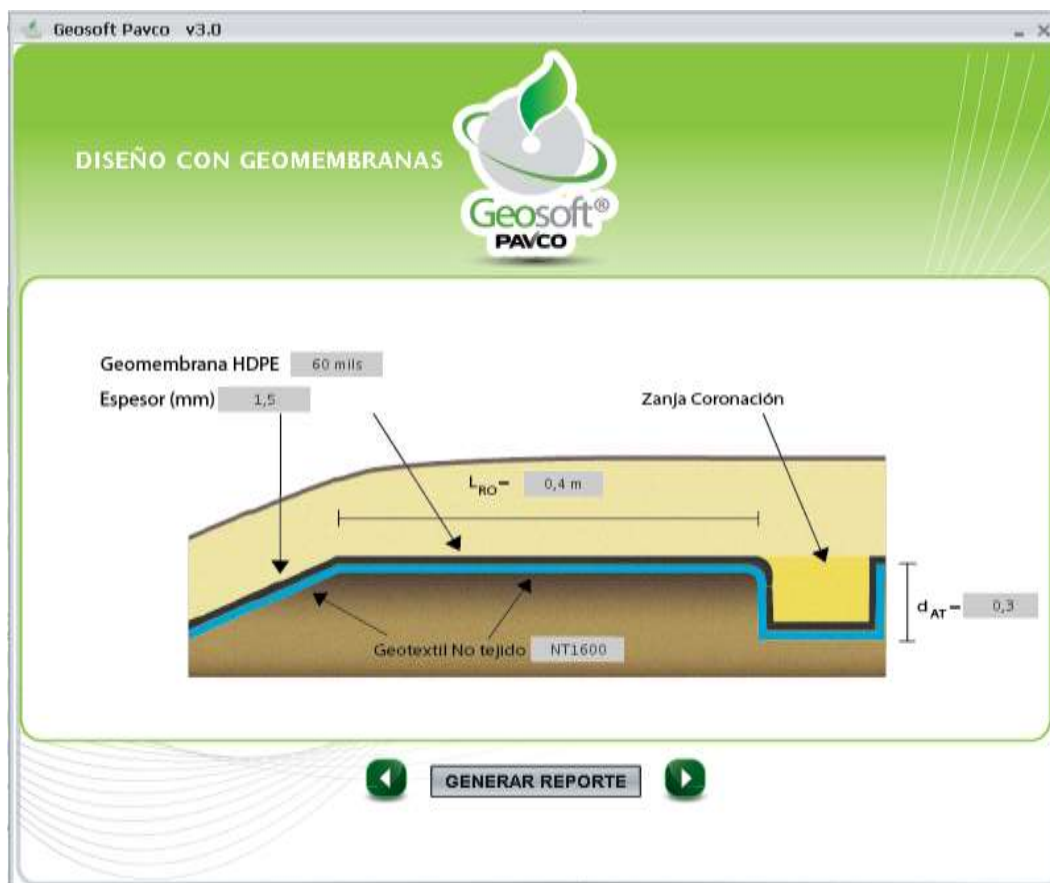 Geosoft Pavco v3.0
DISEÑO CON GEOMEMBRANAS
Geosoft®
PAVCO
Geomembrana HDPE 60 mils
Espesor (mm) 1,5
Zanja Coronación
LRO= 0,4 m
dAT= 0,3
Geotextil No tejido NT1600
GENERAR REPORTE